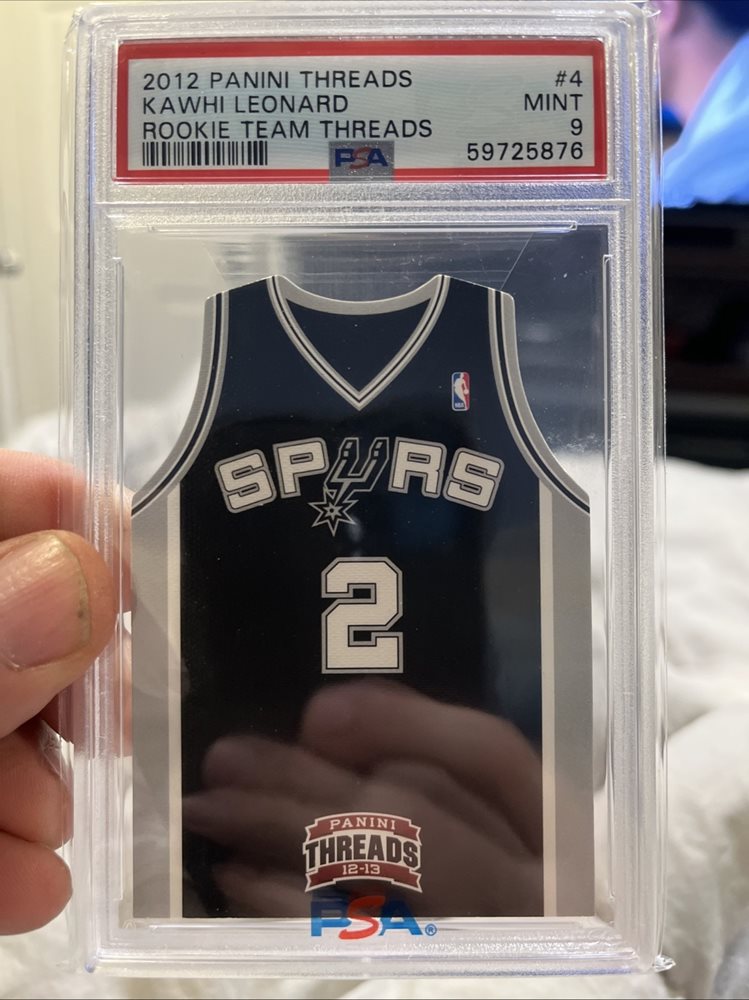 2012 PANINI THREADS #4
KAWHI LEONARD MINT
ROOKIE TEAM THREADS 9
PSA 59725876
NBA
SPURS
2
PANINI
THREADS
12-13
PSA®